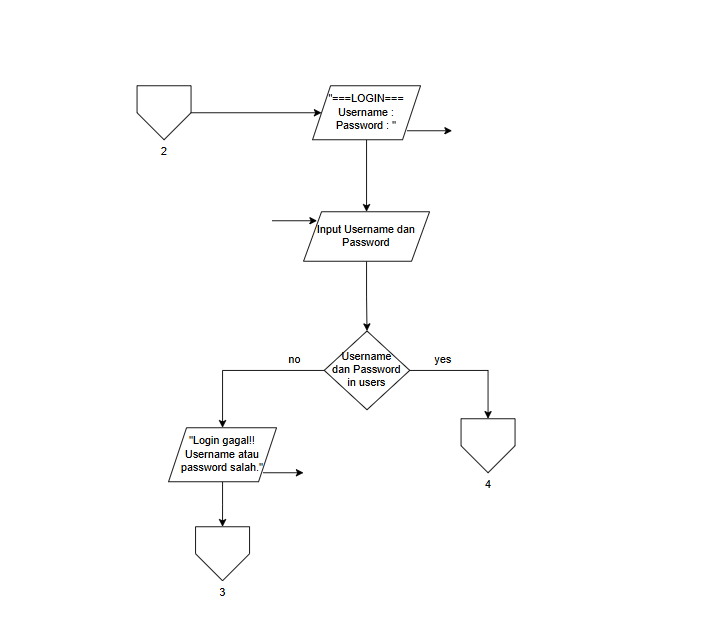 "===LOGIN===
Username :
Password : "
2
Input Username dan
Password
Username
dan Password
in users
no
yes
"Login gagal!!
Username atau
password salah."
4
3